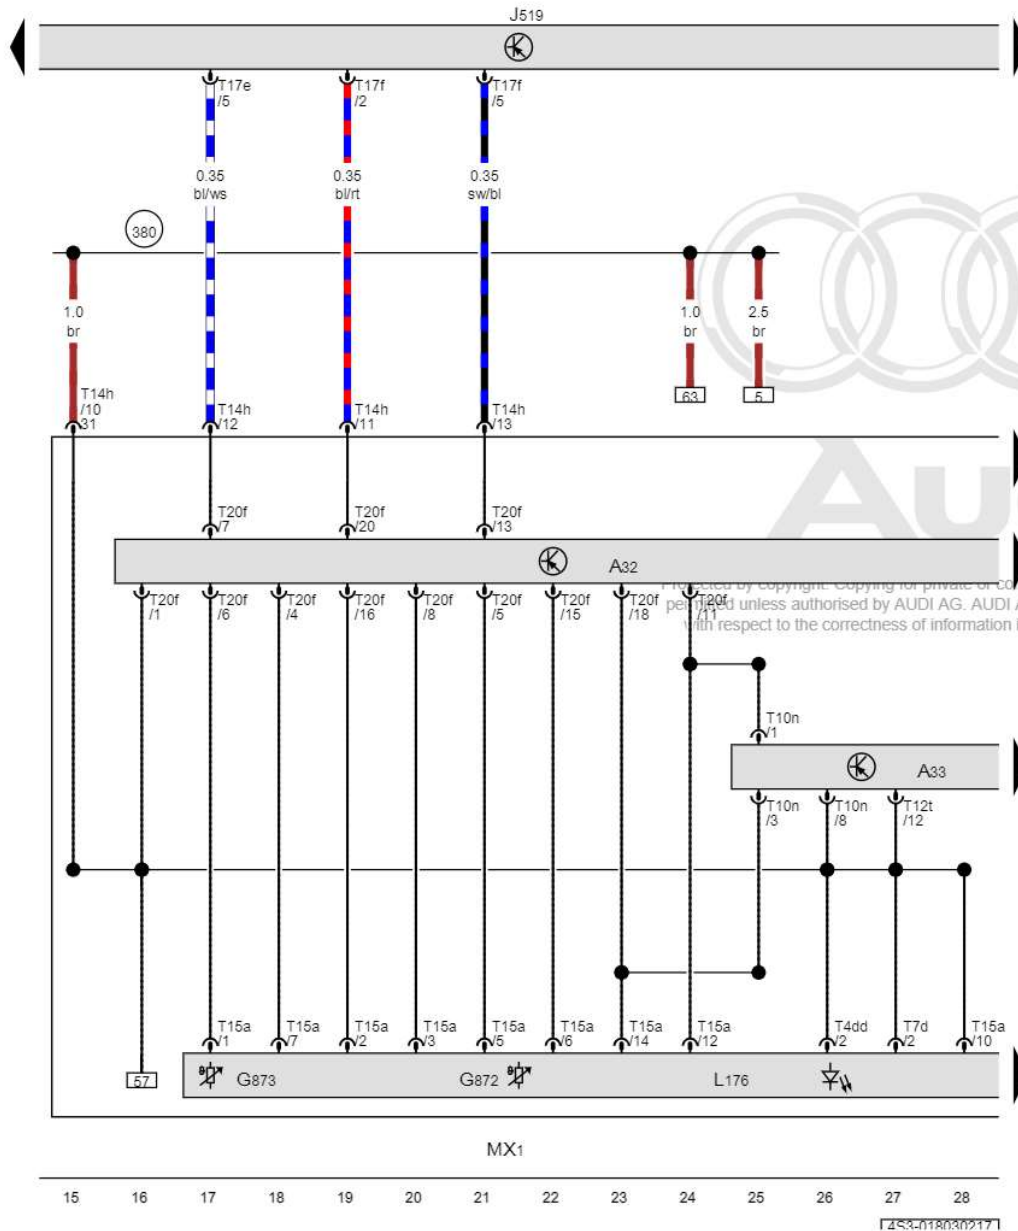 J519
T17e
/5
T17f
/2
T17f
/5
0.35
bl/ws
0.35
bl/rt
0.35
sw/bl
380
1.0
br
1.0
br
2.5
br
63
5
T14h
/10
31
T14h
/12
T14h
/11
T14h
/13
Au
T20f
/7
T20f
/20
T20f
/13
A32
Protected by copyright. Copying for private or co
permitted unless authorised by AUDI AG. AUDI A
with respect to the correctness of information i
T20f
/1
T20f
/6
T20f
/4
T20f
/16
T20f
/8
T20f
/5
T20f
/15
T20f
/18
T20f
/11
T10n
/1
A33
T10n
/3
T10n
/8
T12t
/12
T15a
/1
T15a
/7
T15a
/2
T15a
/3
T15a
/5
T15a
/6
T15a
/14
T15a
/12
T4dd
/2
T7d
/2
T15a
/10
57
G873
G872
L176
MX1
15 16 17 18 19 20 21 22 23 24 25 26 27 28
4S3-018030217